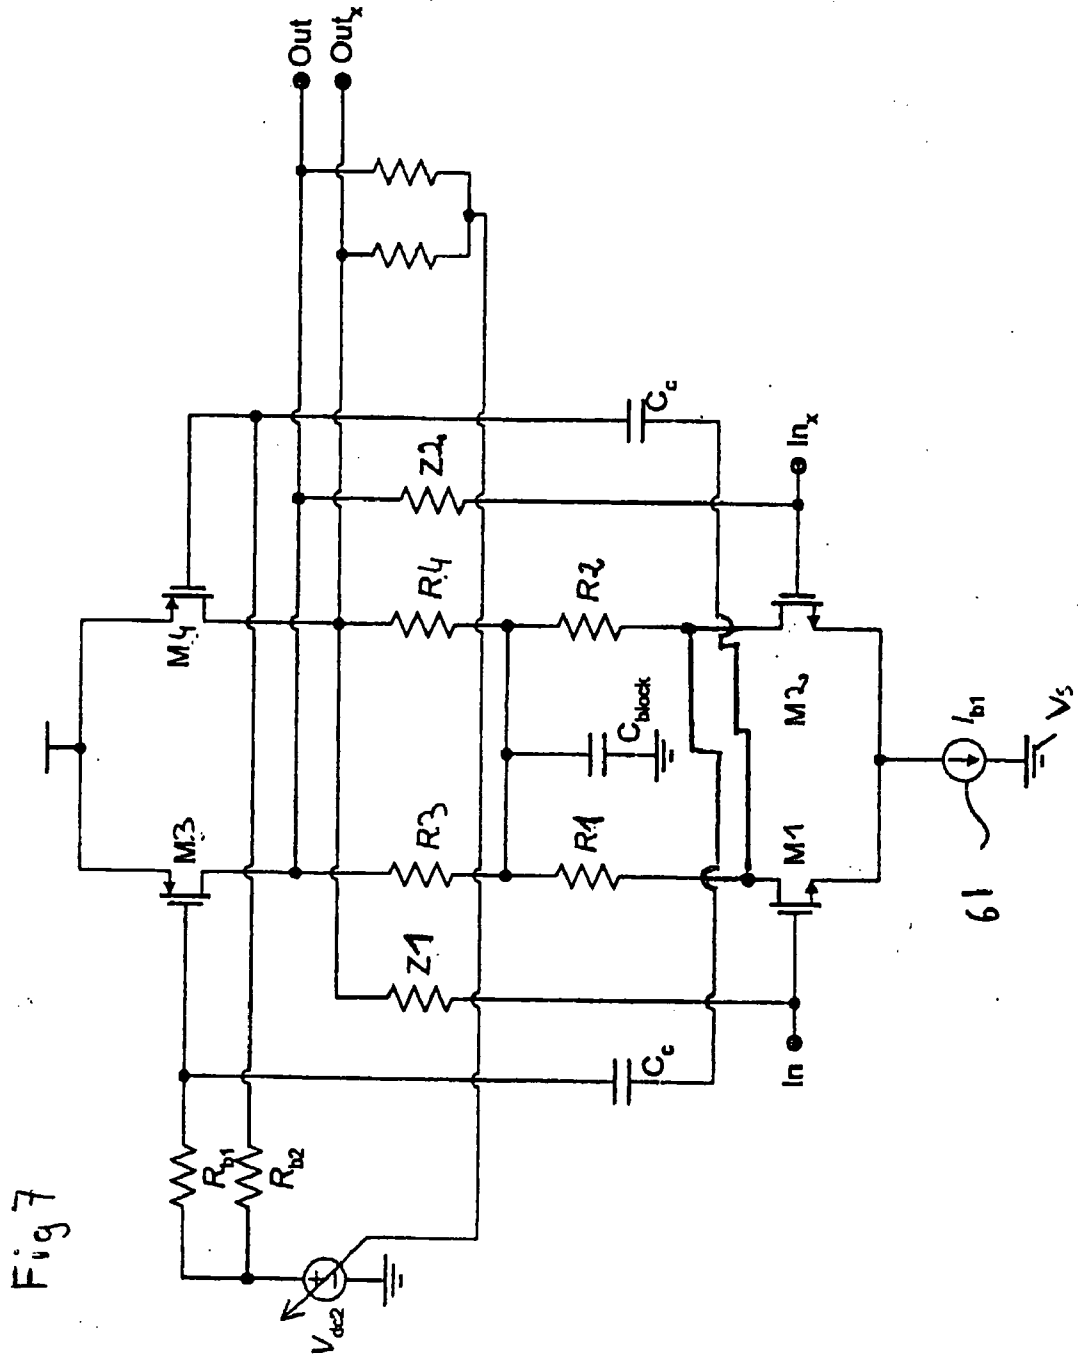 Fig 7
Out
Outx
M4
M3
Z2
R4
R2
Cc
Inx
Rb1
Rb2
Vdc2
R3
R1
Cblock
Z1
Cc
In
M1
M2
Ib1
Vs
61